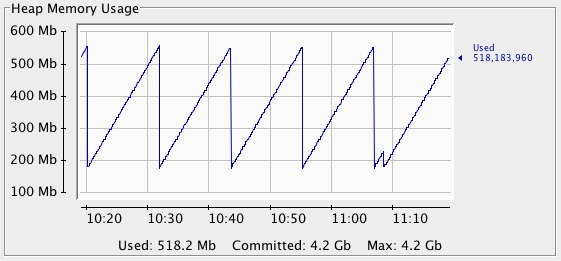 Heap Memory Usage
600 Mb
500 Mb
400 Mb
300 Mb
200 Mb
100 Mb
Used
518,183,960
10:20 10:30 10:40 10:50 11:00 11:10
Used: 518.2 Mb Committed: 4.2 Gb Max: 4.2 Gb